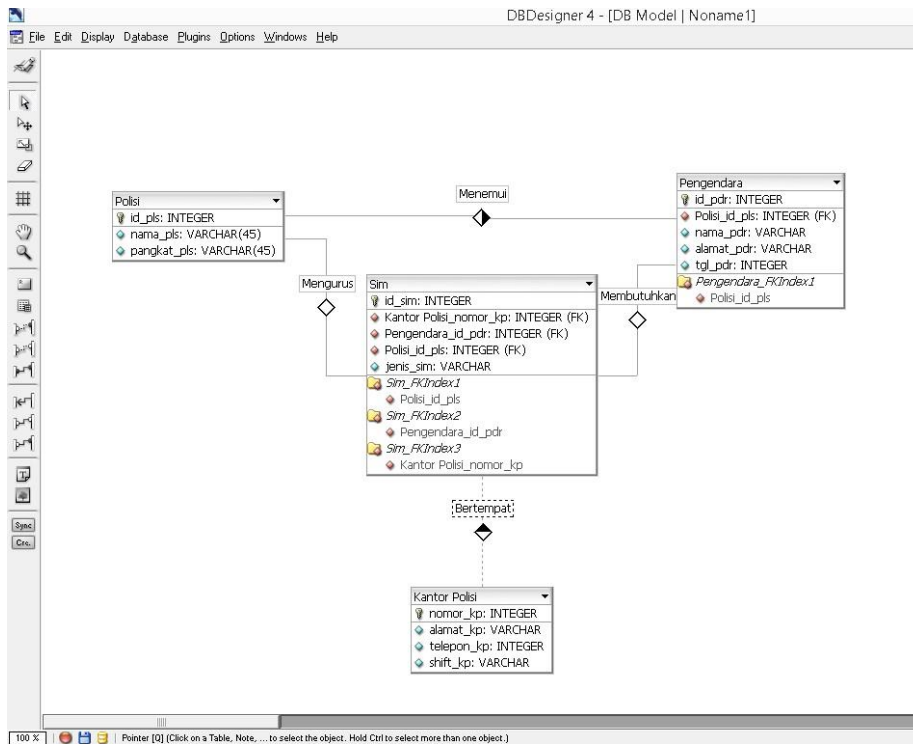 DBDesigner 4 - [DB Model | Noname1]
File Edit Display Database Plugins Options Windows Help
Menemui
Polisi
id_pls: INTEGER
nama_pls: VARCHAR(45)
pangkat_pls: VARCHAR(45)
Pengendara
id_pdr: INTEGER
Polisi_id_pls: INTEGER (FK)
nama_pdr: VARCHAR
alamat_pdr: VARCHAR
tgl_pdr: INTEGER
Pengendara_FKIndex1
Polisi_id_pls
Mengurus
Sim
id_sim: INTEGER
Kantor Polisi_nomor_kp: INTEGER (FK)
Pengendara_id_pdr: INTEGER (FK)
Polisi_id_pls: INTEGER (FK)
jenis_sim: VARCHAR
Sim_FKIndex1
Polisi_id_pls
Sim_FKIndex2
Pengendara_id_pdr
Sim_FKIndex3
Kantor Polisi_nomor_kp
Membutuhkan
Bertempat
Kantor Polisi
nomor_kp: INTEGER
alamat_kp: VARCHAR
telepon_kp: INTEGER
shift_kp: VARCHAR
Sync
100 % Pointer [Q] (Click on a Table, Note, ... to select the object. Hold Ctrl to select more than one object.)